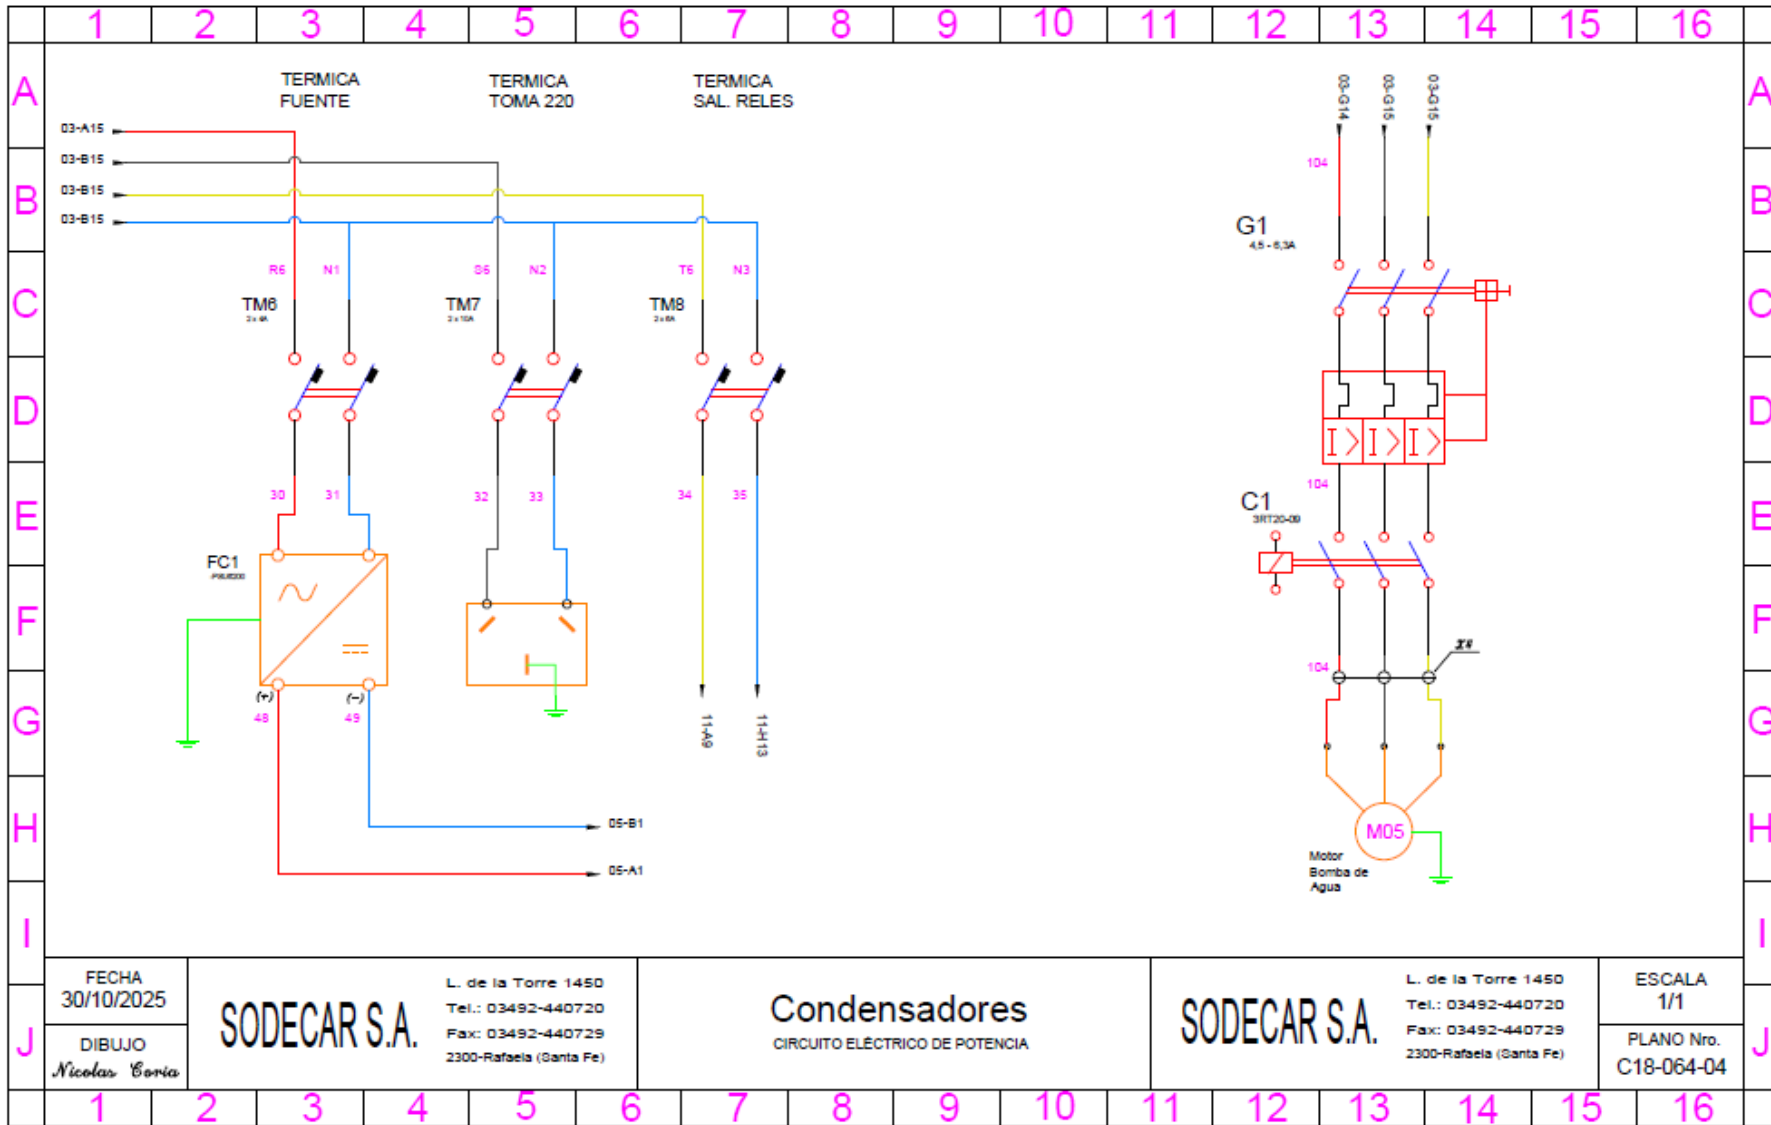 1 2 3 4 5 6 7 8 9 10 11 12 13 14 15 16
A
TERMICA
FUENTE
TERMICA
TOMA 220
TERMICA
SAL. RELES
03-G14
03-G15
03-G15
A
03-A15
03-B15
104
B
03-B15
03-B15
G1
4,5 - 6,3A
B
R6 N1 S6 N2 T6 N3
C
TM6
2 x 4A
TM7
2 x 10A
TM8
2 x 6A
C
D
I > I > I >
D
30 31 32 33 34 35
104
E
C1
3RT20-09
E
FC1
F
X4
F
104
(+) (-)
48 49
G
11-A9
11-H13
G
H
05-B1
M05
H
05-A1
Motor
Bomba de
Agua
I
I
FECHA
30/10/2025
DIBUJO
Nicolas Coria
SODECAR S.A.
L. de la Torre 1450
Tel.: 03492-440720
Fax: 03492-440729
2300-Rafaela (Santa Fe)
Condensadores
CIRCUITO ELÉCTRICO DE POTENCIA
SODECAR S.A.
L. de la Torre 1450
Tel.: 03492-440720
Fax: 03492-440729
2300-Rafaela (Santa Fe)
ESCALA
1/1
PLANO Nro.
C18-064-04
J
J
1 2 3 4 5 6 7 8 9 10 11 12 13 14 15 16